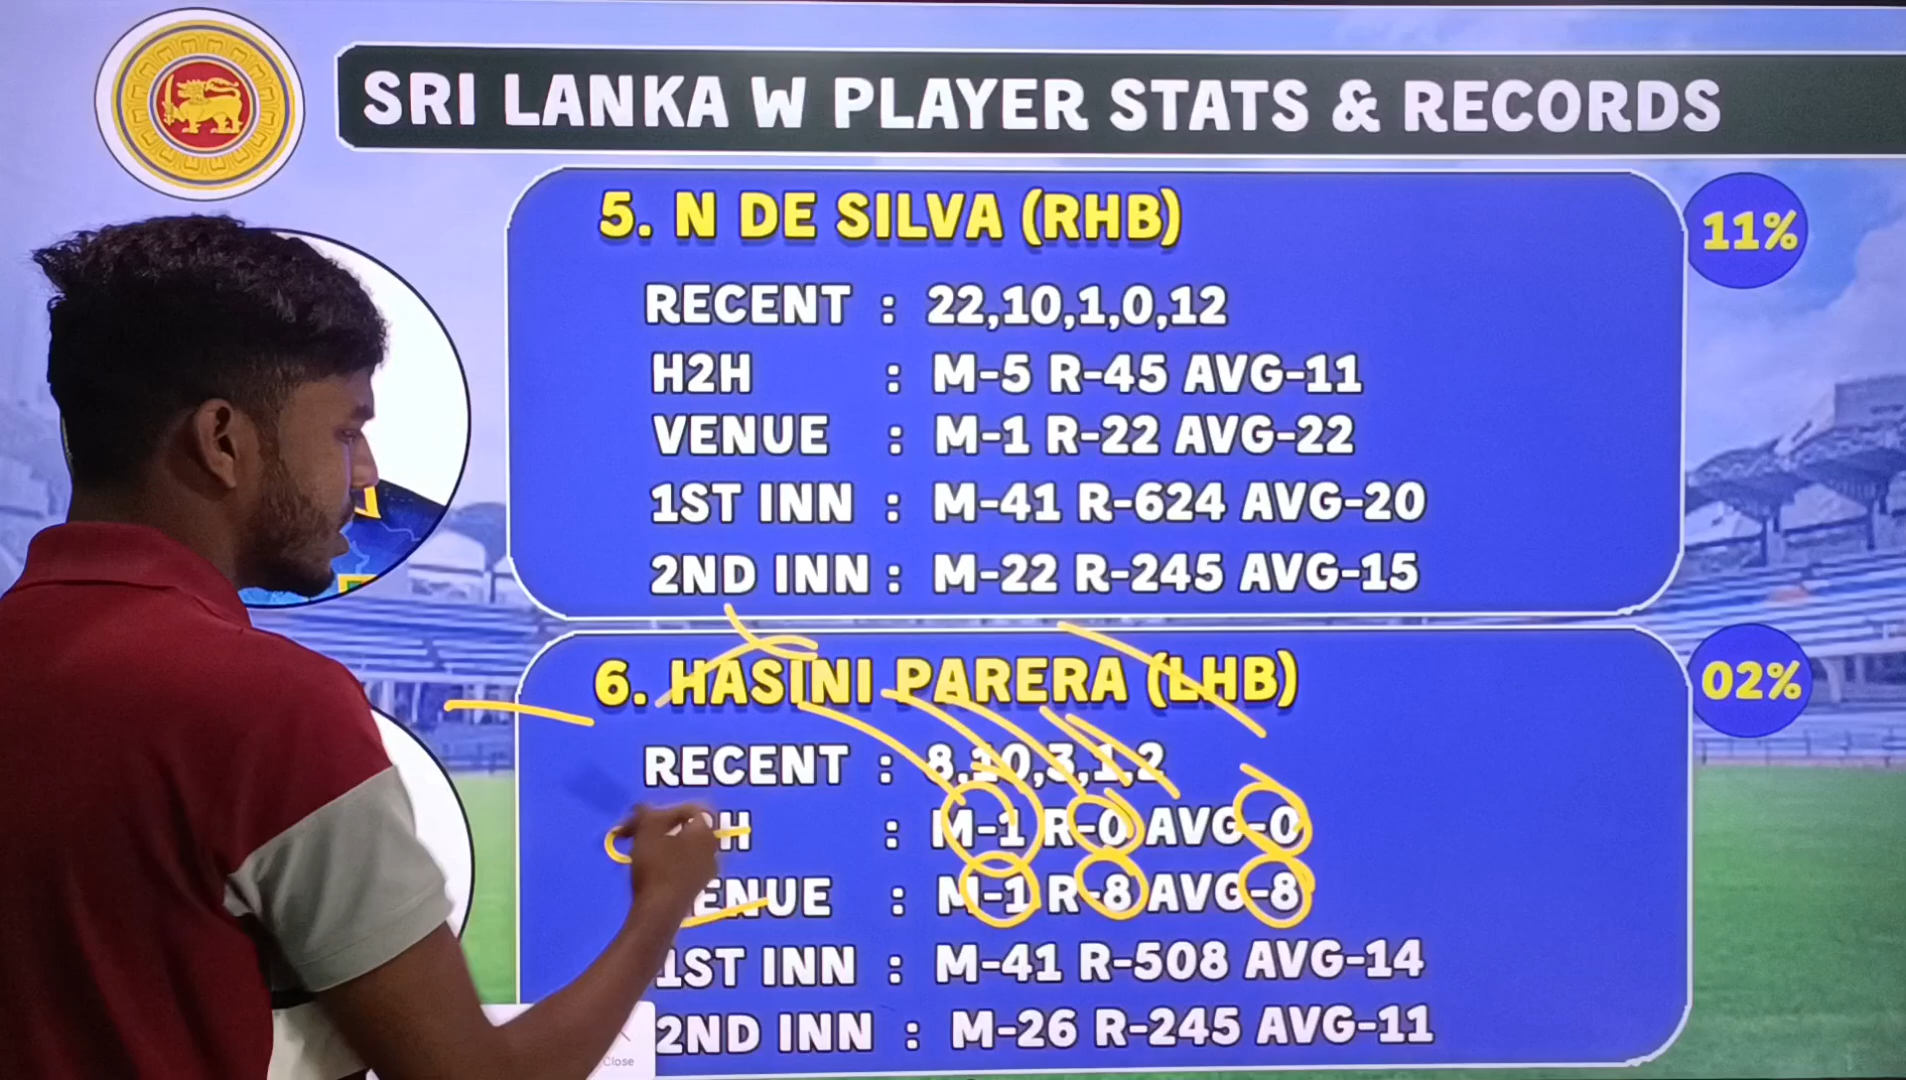 SRI LANKA W PLAYER STATS & RECORDS
5. N DE SILVA (RHB)
11%
RECENT : 22,10,1,0,12
H2H : M-5 R-45 AVG-11
VENUE : M-1 R-22 AVG-22
1ST INN : M-41 R-624 AVG-20
2ND INN : M-22 R-245 AVG-15
6. HASINI PARERA (LHB)
02%
RECENT : 8,10,3,1,2
H2H : M-1 R-0 AVG-0
VENUE : M-1 R-8 AVG-8
1ST INN : M-41 R-508 AVG-14
2ND INN : M-26 R-245 AVG-11
Close